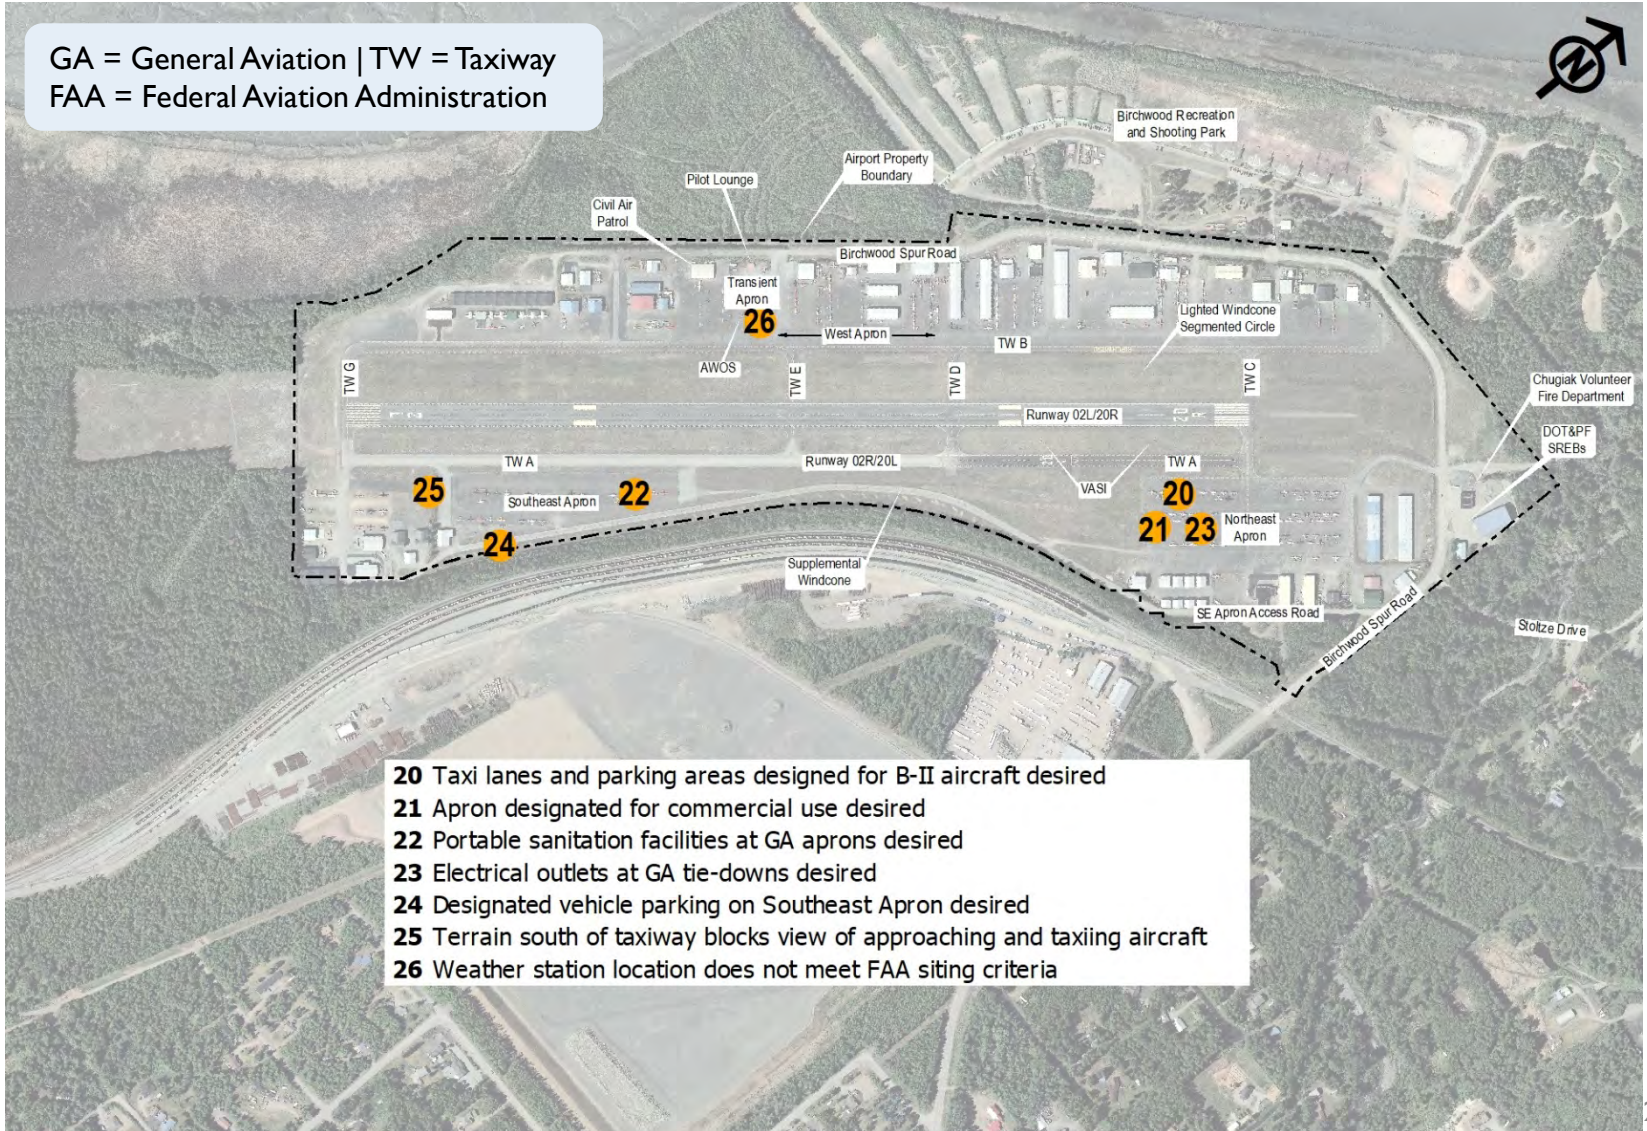 GA = General Aviation | TW = Taxiway
FAA = Federal Aviation Administration
N
Birchwood Recreation
and Shooting Park
Airport Property
Boundary
Pilot Lounge
Civil Air
Patrol
Birchwood Spur Road
Transient
Apron
26
West Apron
Lighted Windcone
Segmented Circle
TW B
AWOS
TW G
TW E
TW D
TW C
Chugiak Volunteer
Fire Department
2
20
R
Runway 02L/20R
DOT&PF
SREBs
TW A
Runway 02R/20L
TW A
VASI
25
Southeast Apron
22
20
21
23
Northeast
Apron
24
Supplemental
Windcone
SE Apron Access Road
Birchwood Spur Road
Stoltze Drive
20 Taxi lanes and parking areas designed for B-II aircraft desired
21 Apron designated for commercial use desired
22 Portable sanitation facilities at GA aprons desired
23 Electrical outlets at GA tie-downs desired
24 Designated vehicle parking on Southeast Apron desired
25 Terrain south of taxiway blocks view of approaching and taxiing aircraft
26 Weather station location does not meet FAA siting criteria